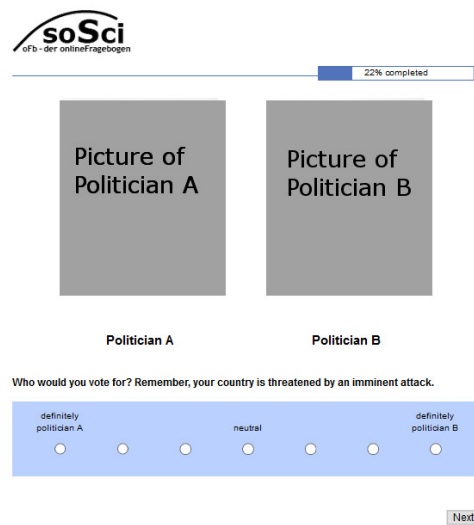 soSci
oFb - der onlineFragebogen
22% completed
Picture of
Politician A
Picture of
Politician B
Politician A
Politician B
Who would you vote for? Remember, your country is threatened by an imminent attack.
definitely
politician A
neutral
definitely
politician B
Next